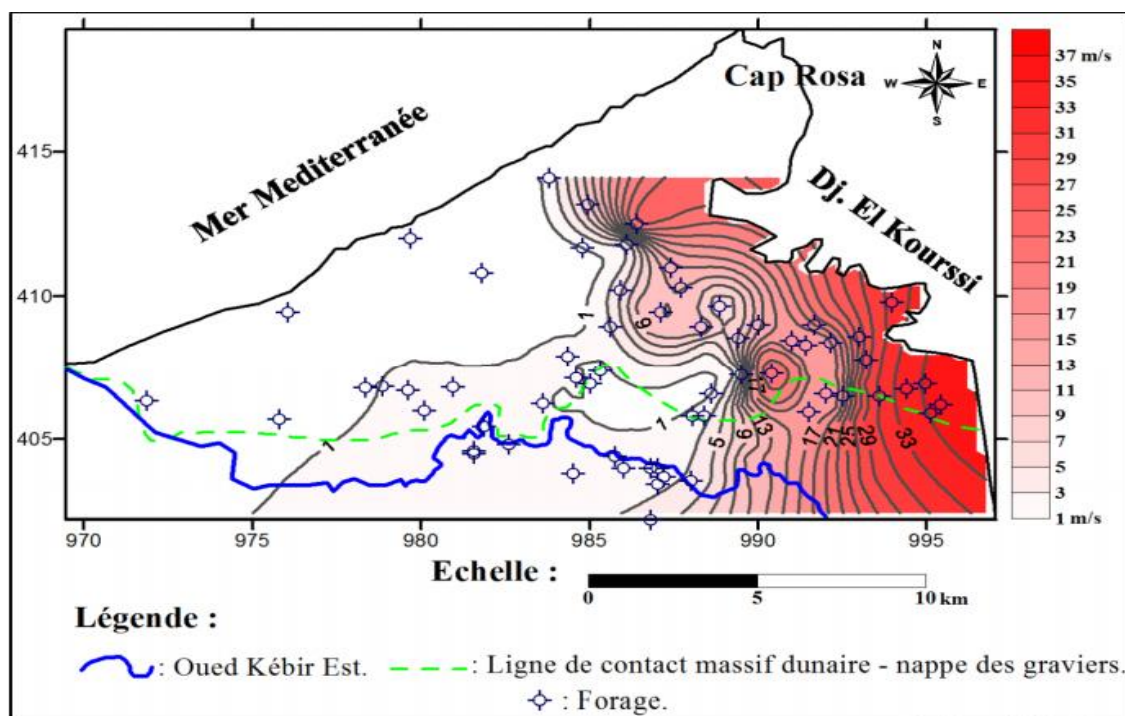 Cap Rosa
N
W E
S
Mer Mediterranée
Dj. El Kourssi
415
410
405
970 975 980 985 990 995
37 m/s
35
33
31
29
27
25
23
21
19
17
15
13
11
9
7
5
3
1 m/s
1
9
1
1
5
9
17
21
25
29
33
Echelle :
0 5 10 km
Légende :
: Oued Kébir Est.
: Ligne de contact massif dunaire - nappe des graviers.
: Forage.